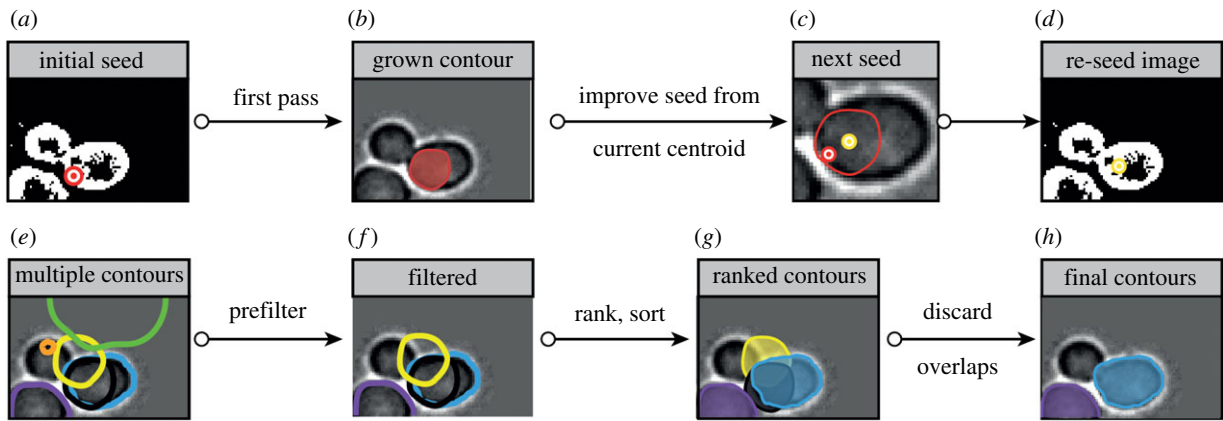 (a)
(b)
(c)
(d)
initial seed
grown contour
next seed
re-seed image
first pass
improve seed from
current centroid
(e)
(f)
(g)
(h)
multiple contours
filtered
ranked contours
final contours
prefilter
rank, sort
discard
overlaps